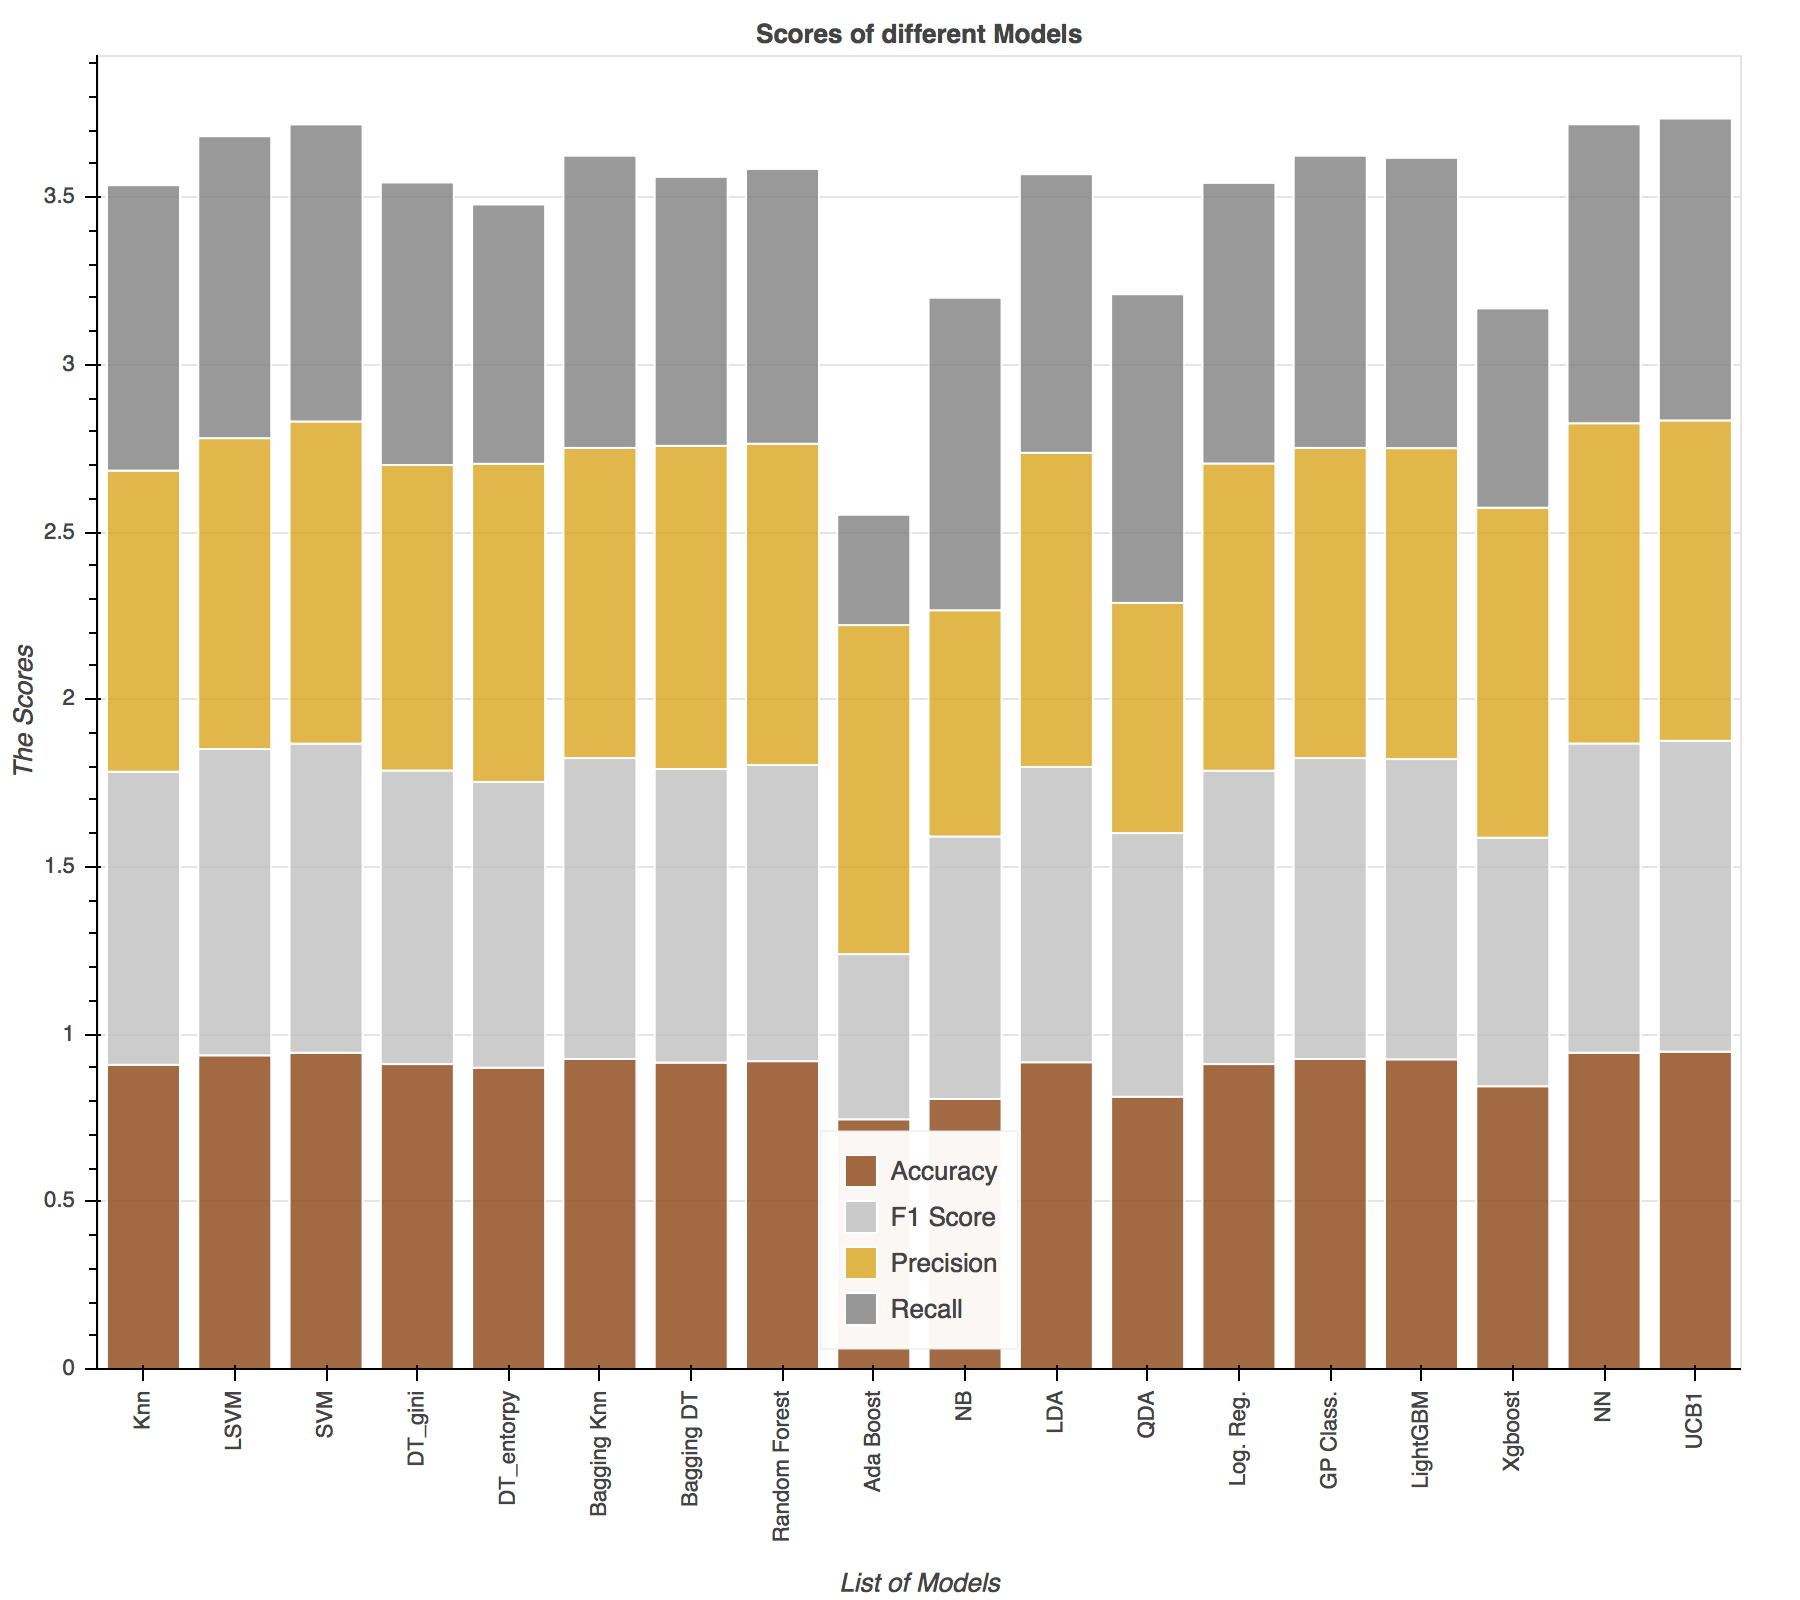 Scores of different Models
The Scores
3.5
3
2.5
2
1.5
1
0.5
0
Accuracy
F1 Score
Precision
Recall
Knn
LSVM
SVM
DT_gini
DT_entorpy
Bagging Knn
Bagging DT
Random Forest
Ada Boost
NB
LDA
QDA
Log. Reg.
GP Class.
LightGBM
Xgboost
NN
UCB1
List of Models